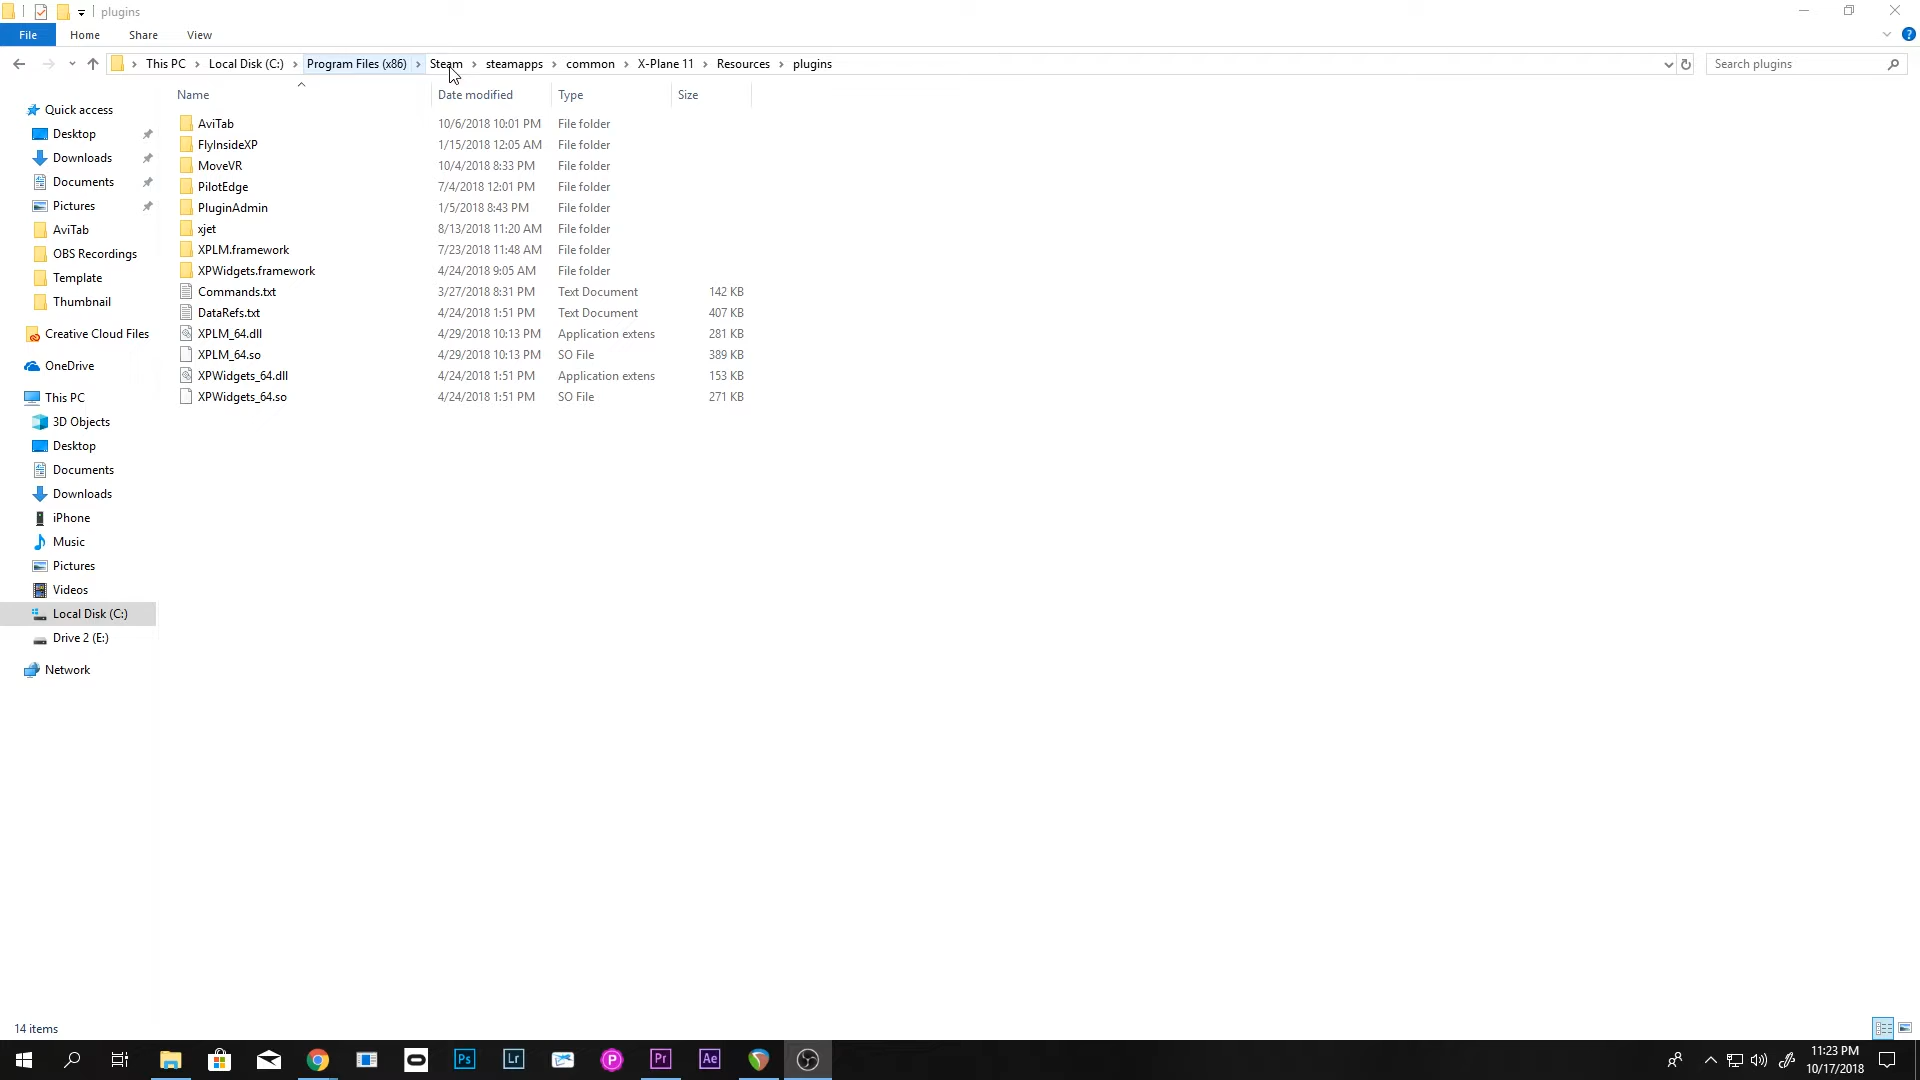 plugins
File Home Share View
This PC Local Disk (C:) Program Files (x86) Steam steamapps common X-Plane 11 Resources plugins Search plugins
Name Date modified Type Size
Quick access
Desktop
Downloads
Documents
Pictures
AviTab
OBS Recordings
Template
Thumbnail
Creative Cloud Files
OneDrive
This PC
3D Objects
Desktop
Documents
Downloads
iPhone
Music
Pictures
Videos
Local Disk (C:)
Drive 2 (E:)
Network
AviTab 10/6/2018 10:01 PM File folder
FlyInsideXP 1/15/2018 12:05 AM File folder
MoveVR 10/4/2018 8:33 PM File folder
PilotEdge 7/4/2018 12:01 PM File folder
PluginAdmin 1/5/2018 8:43 PM File folder
xjet 8/13/2018 11:20 AM File folder
XPLM.framework 7/23/2018 11:48 AM File folder
XPWidgets.framework 4/24/2018 9:05 AM File folder
Commands.txt 3/27/2018 8:31 PM Text Document 142 KB
DataRefs.txt 4/24/2018 1:51 PM Text Document 407 KB
XPLM_64.dll 4/29/2018 10:13 PM Application extens 281 KB
XPLM_64.so 4/29/2018 10:13 PM SO File 389 KB
XPWidgets_64.dll 4/24/2018 1:51 PM Application extens 153 KB
XPWidgets_64.so 4/24/2018 1:51 PM SO File 271 KB
14 items
Ps Lr P Pr Ae
11:23 PM
10/17/2018